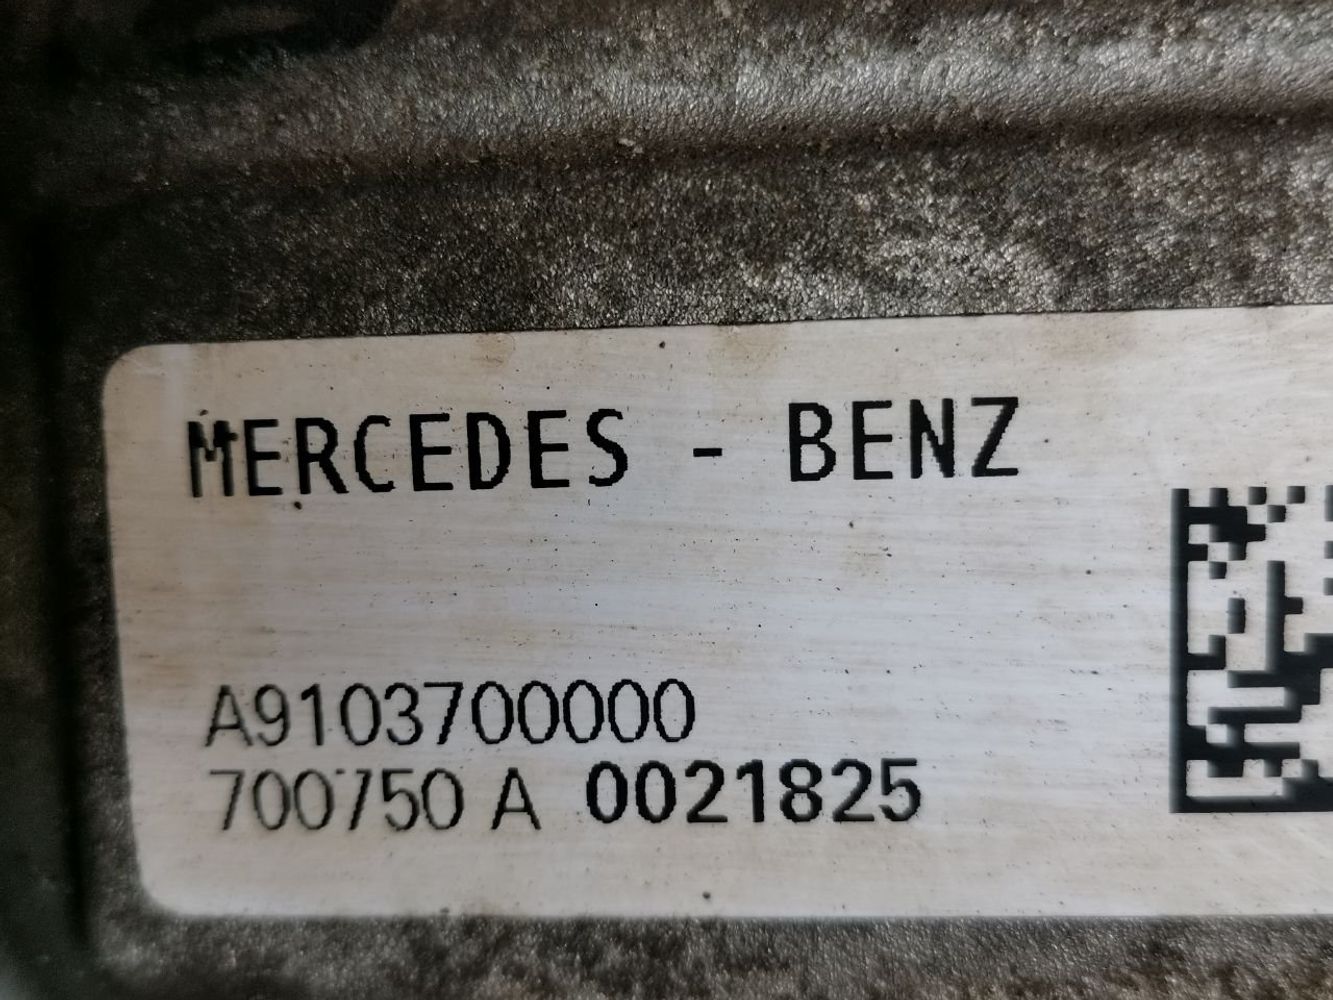 MERCEDES - BENZ
A9103700000
700750 A 0021825